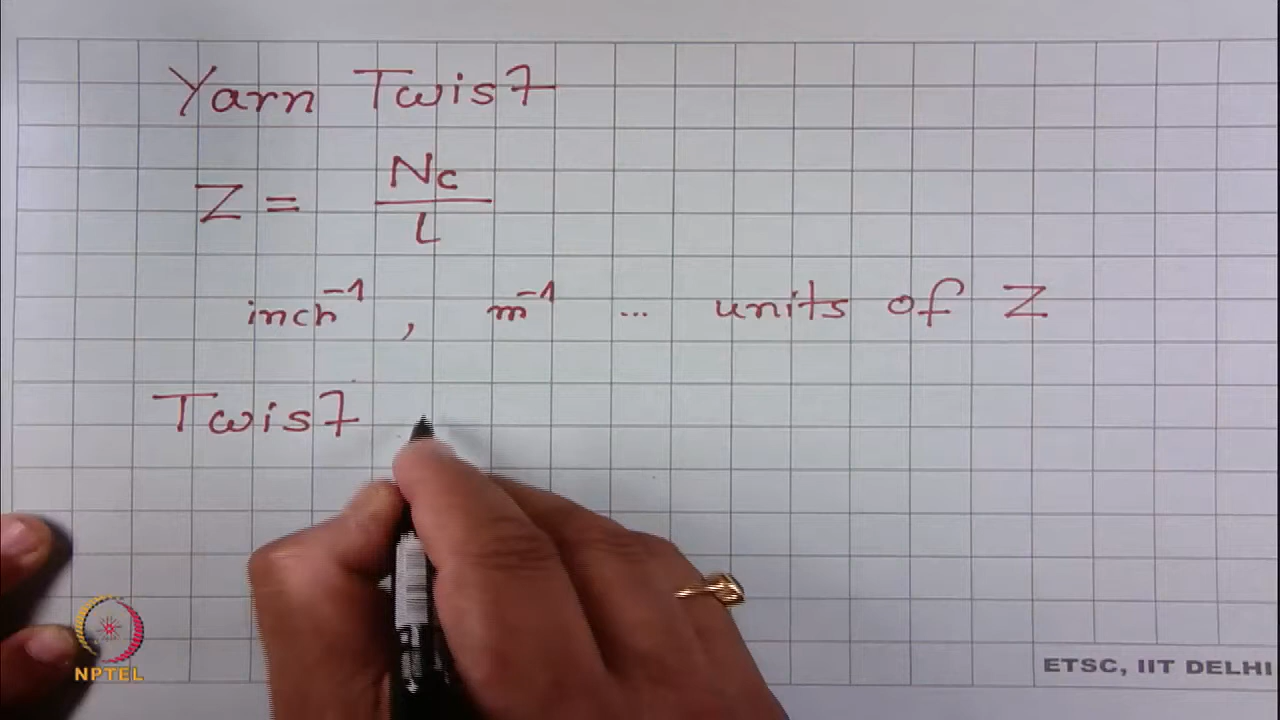 Yarn Twist
Z = Nc / L
inch⁻¹, m⁻¹ ... units of Z
Twist
NPTEL
ETSC, IIT DELHI